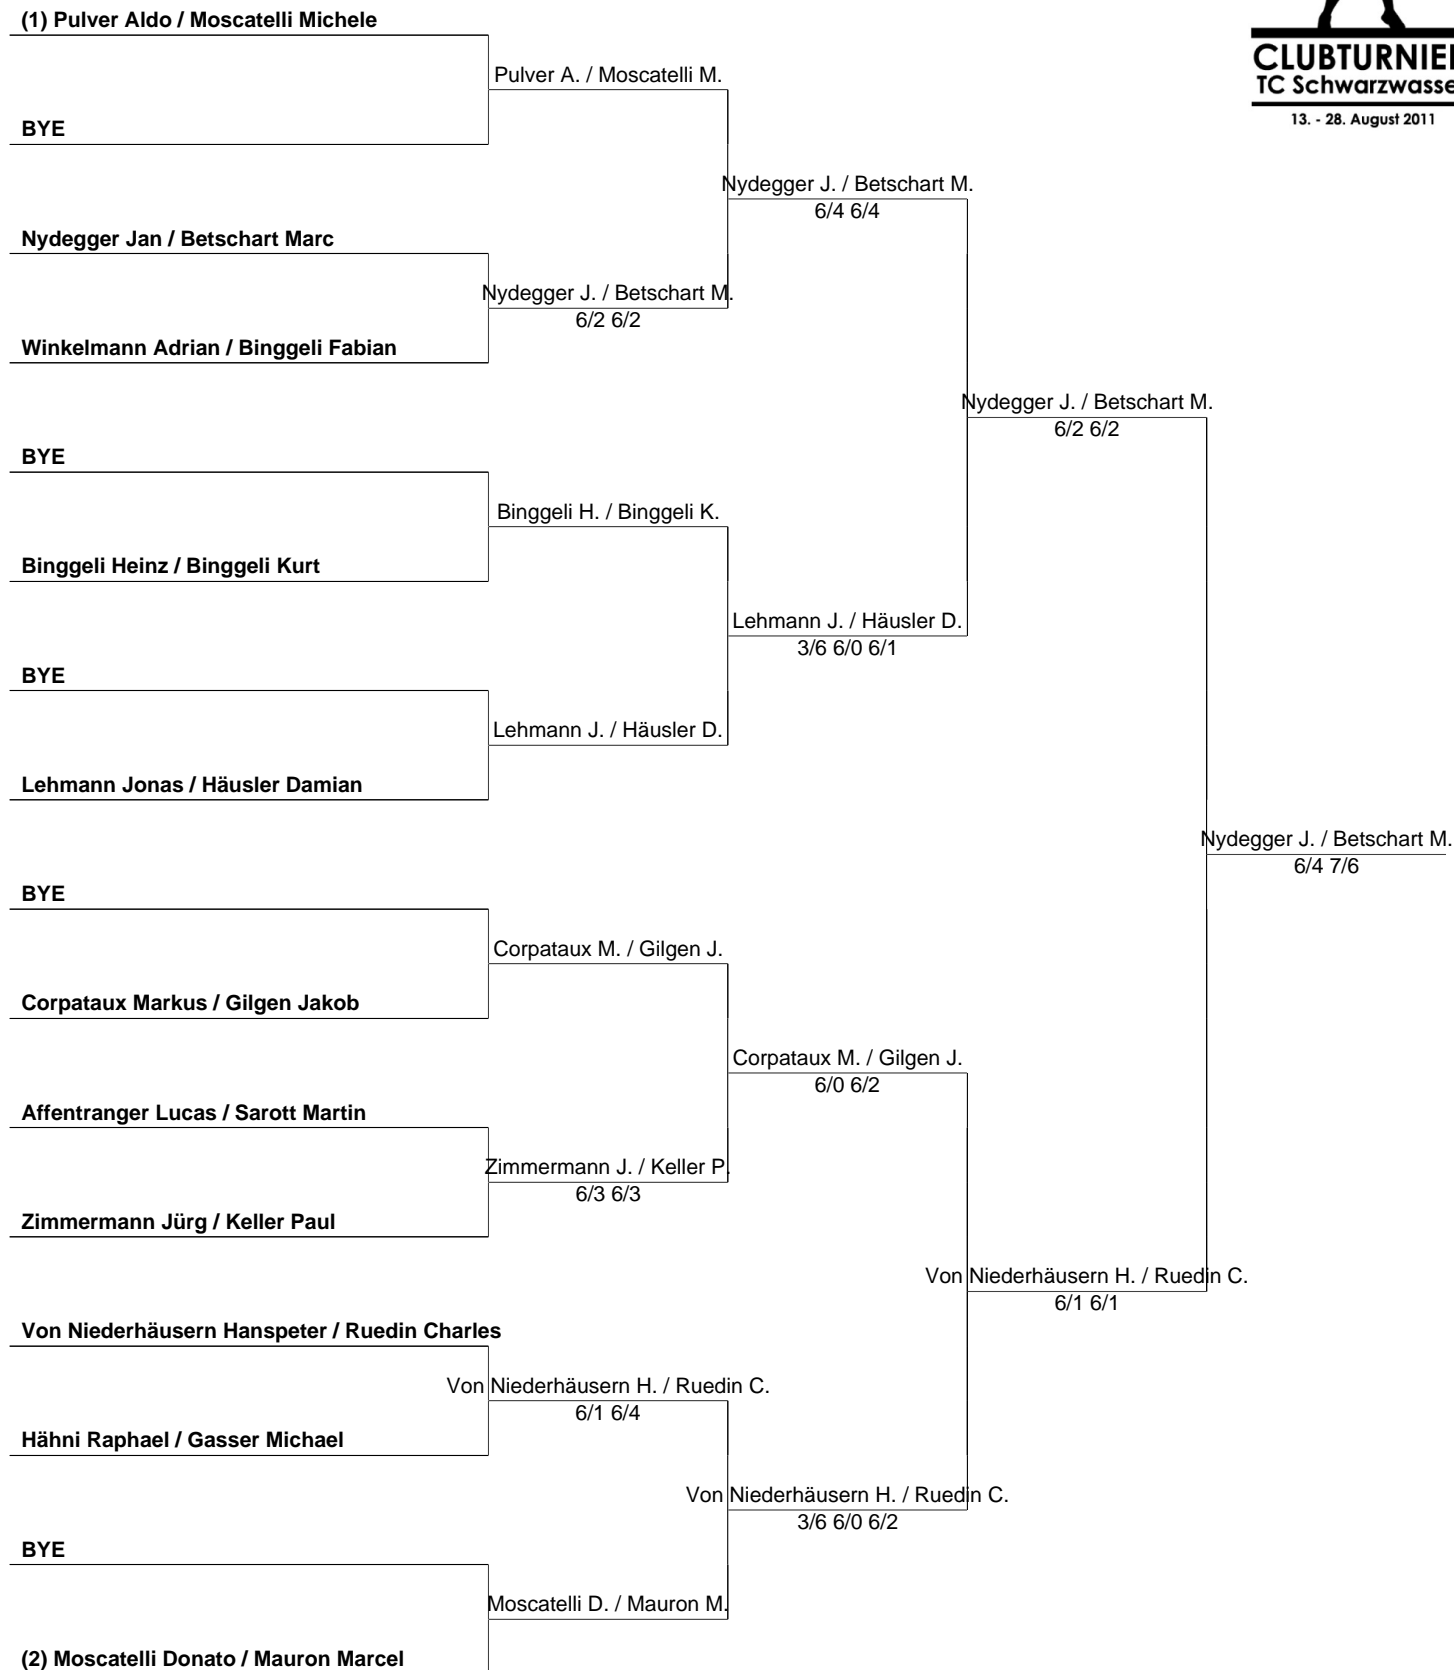 (1) Pulver Aldo / Moscatelli Michele
Pulver A. / Moscatelli M.
BYE
Nydegger J. / Betschart M.
6/4 6/4
Nydegger Jan / Betschart Marc
Nydegger J. / Betschart M.
6/2 6/2
Winkelmann Adrian / Binggeli Fabian
Nydegger J. / Betschart M.
6/2 6/2
BYE
Binggeli H. / Binggeli K.
Binggeli Heinz / Binggeli Kurt
Lehmann J. / Häusler D.
3/6 6/0 6/1
BYE
Lehmann J. / Häusler D.
Lehmann Jonas / Häusler Damian
Nydegger J. / Betschart M.
6/4 7/6
BYE
Corpataux M. / Gilgen J.
Corpataux Markus / Gilgen Jakob
Corpataux M. / Gilgen J.
6/0 6/2
Affentranger Lucas / Sarott Martin
Zimmermann J. / Keller P.
6/3 6/3
Zimmermann Jürg / Keller Paul
Von Niederhäusern H. / Ruedin C.
6/1 6/1
Von Niederhäusern Hanspeter / Ruedin Charles
Von Niederhäusern H. / Ruedin C.
6/1 6/4
Hähni Raphael / Gasser Michael
Von Niederhäusern H. / Ruedin C.
3/6 6/0 6/2
BYE
Moscatelli D. / Mauron M.
(2) Moscatelli Donato / Mauron Marcel
CLUBTURNIE
TC Schwarzwasse
13. - 28. August 2011